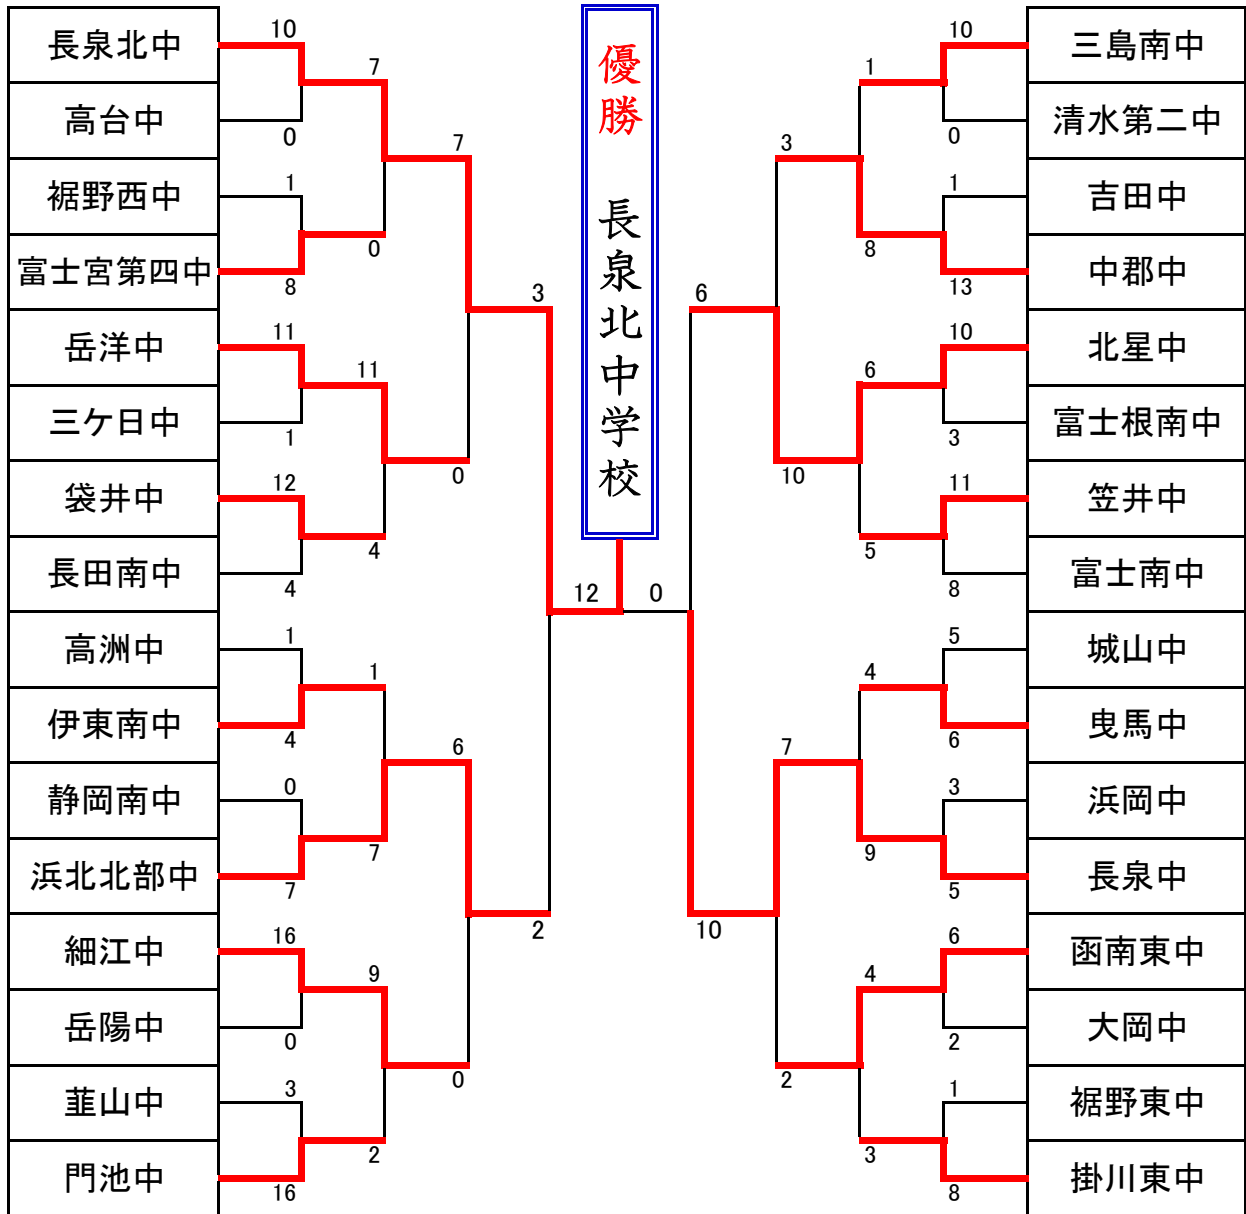 長泉北中
高台中
裾野西中
富士宮第四中
岳洋中
三ケ日中
袋井中
長田南中
高洲中
伊東南中
静岡南中
浜北北部中
細江中
岳陽中
韮山中
門池中
10
0
1
8
11
1
12
4
1
4
0
7
16
0
3
16
7
0
11
4
1
7
9
2
7
0
6
0
3
2
12
優勝 長泉北中学校
0
6
10
3
10
7
2
1
8
6
5
4
9
4
3
10
0
1
13
10
3
11
8
5
6
3
5
6
2
1
8
三島南中
清水第二中
吉田中
中郡中
北星中
富士根南中
笠井中
富士南中
城山中
曳馬中
浜岡中
長泉中
函南東中
大岡中
裾野東中
掛川東中